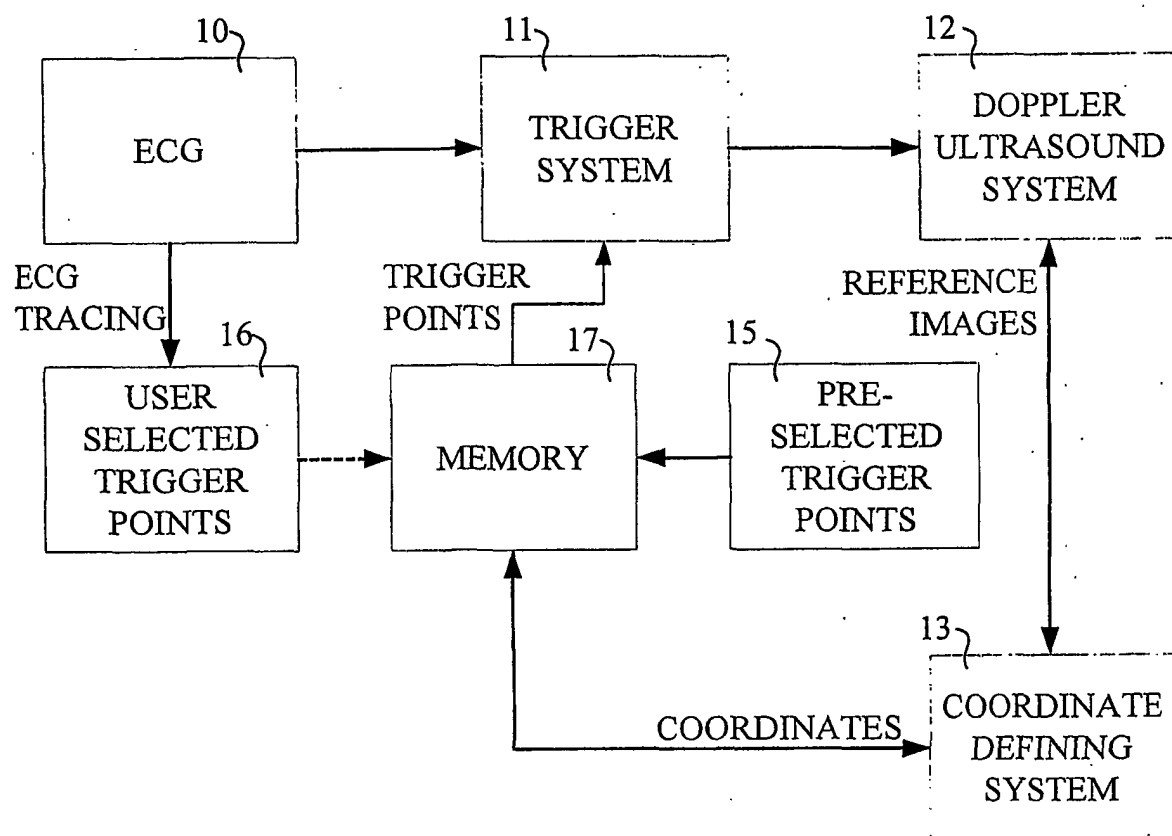 10
11
12
ECG
TRIGGER
SYSTEM
DOPPLER
ULTRASOUND
SYSTEM
ECG
TRACING
TRIGGER
POINTS
REFERENCE
IMAGES
16
17
15
USER
SELECTED
TRIGGER
POINTS
MEMORY
PRE-
SELECTED
TRIGGER
POINTS
13
COORDINATES
COORDINATE
DEFINING
SYSTEM